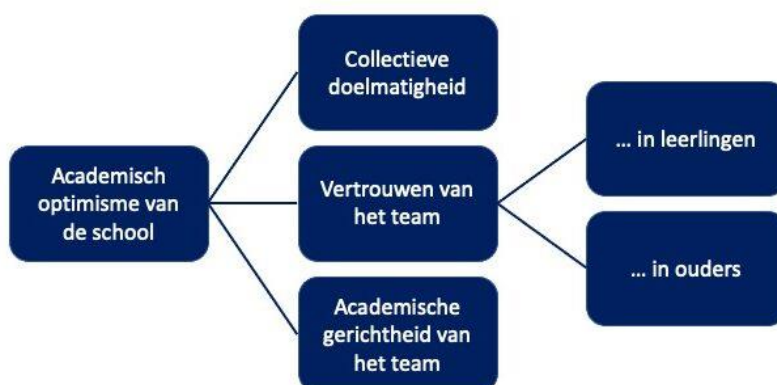 Academisch
optimisme van
de school
Collectieve
doelmatigheid
Vertrouwen van
het team
Academische
gerichtheid van
het team
... in leerlingen
... in ouders